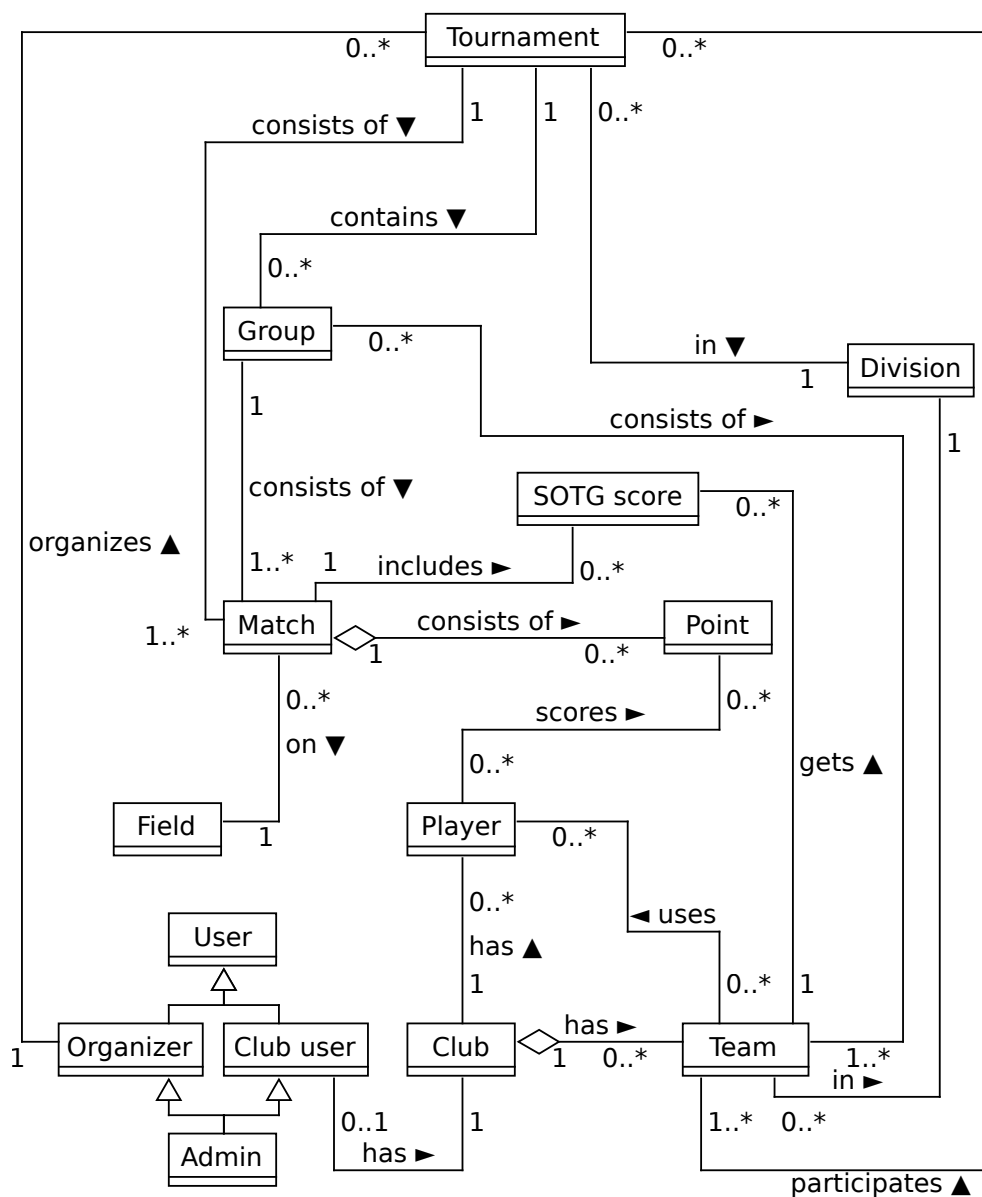 Tournament
0..*
0..*
1
1
0..*
consists of ▼
contains ▼
0..*
Group
0..*
in ▼
1
Division
1
consists of ►
1
consists of ▼
SOTG score
0..*
organizes ▲
1..*
1
includes ►
0..*
Match
1..*
1
consists of ►
0..*
Point
0..*
on ▼
0..*
scores ►
0..*
gets ▲
Field
1
Player
0..*
0..*
◄ uses
User
has ▲
1
0..*
1
Organizer
1
Club user
Club
has ►
1
0..*
Team
1..*
in ►
0..1
1
1..*
0..*
has ►
Admin
participates ▲